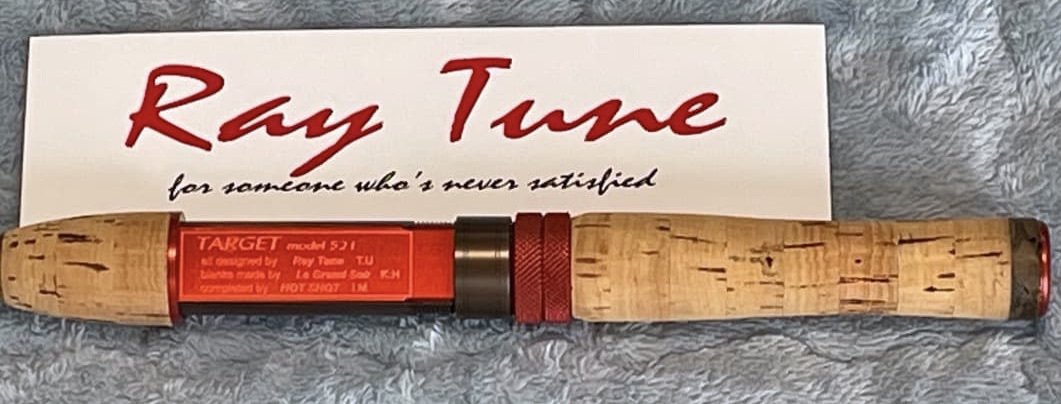 Ray Tune
for someone who's never satisfied
TARGET model 521
all designed by Ray Tune T.U
blanks made by Le Grand Soir K.H
completed by HOT SHOT I.M